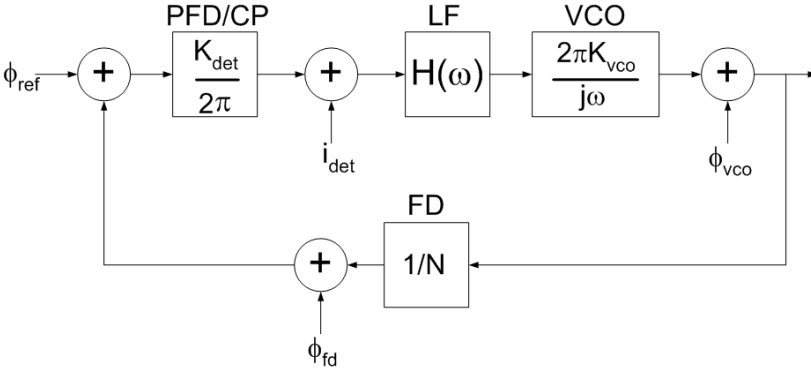 PFD/CP
LF
VCO
ϕref
+
Kdet
2π
+
H(ω)
2πKvco
jω
+
idet
ϕvco
FD
+
1/N
ϕfd